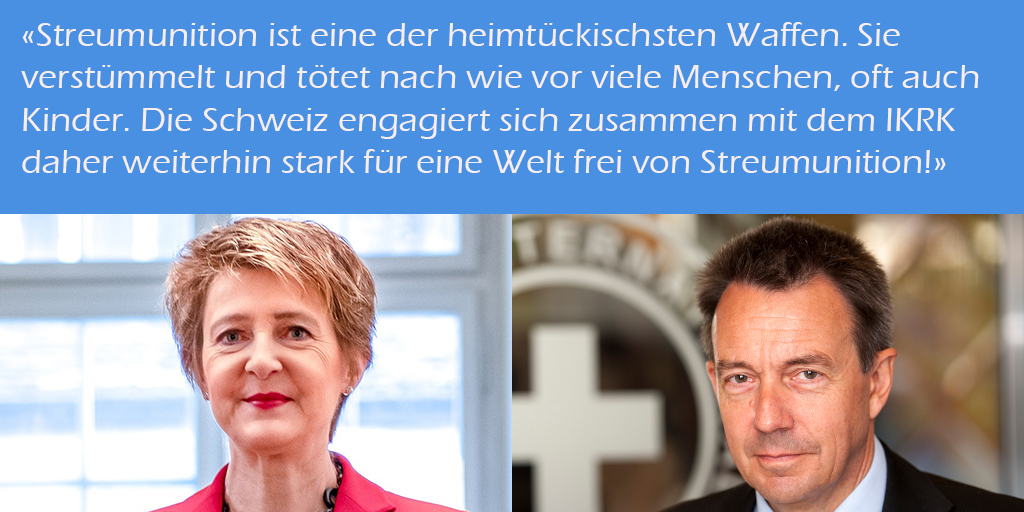 «Streumunition ist eine der heimtückischsten Waffen. Sie
verstümmelt und tötet nach wie vor viele Menschen, oft auch
Kinder. Die Schweiz engagiert sich zusammen mit dem IKRK
daher weiterhin stark für eine Welt frei von Streumunition!»